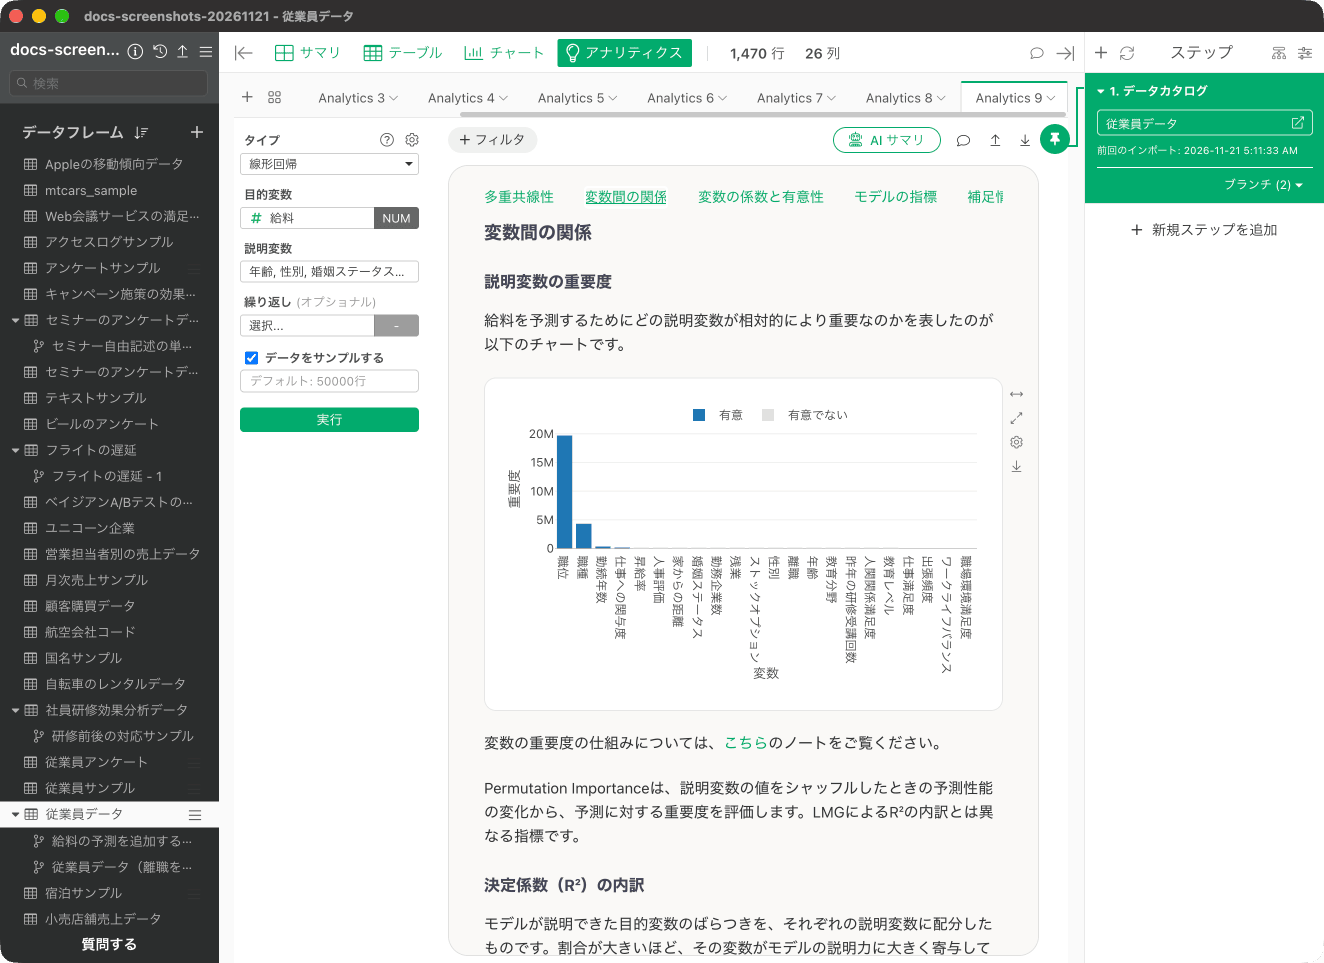 docs-screenshots-20261121 - 従業員データ
docs-screen...
検索
データフレーム
Appleの移動傾向データ
mtcars_sample
Web会議サービスの満足…
アクセスログサンプル
アンケートサンプル
キャンペーン施策の効果…
セミナーのアンケートデ…
セミナー自由記述の単…
セミナーのアンケートデ…
テキストサンプル
ビールのアンケート
フライトの遅延
フライトの遅延 - 1
ベイジアンA/Bテストの…
ユニコーン企業
営業担当者別の売上データ
月次売上サンプル
顧客購買データ
航空会社コード
国名サンプル
自転車のレンタルデータ
社員研修効果分析データ
研修前後の対応サンプル
従業員アンケート
従業員サンプル
従業員データ
給料の予測を追加する…
従業員データ（離職を…
宿泊サンプル
小売店舗売上データ
質問する
サマリ
テーブル
チャート
アナリティクス
1,470 行
26 列
Analytics 3
Analytics 4
Analytics 5
Analytics 6
Analytics 7
Analytics 8
Analytics 9
タイプ
線形回帰
目的変数
# 給料
NUM
説明変数
年齢, 性別, 婚姻ステータス...
繰り返し (オプショナル)
選択...
-
データをサンプルする
デフォルト: 50000行
実行
+ フィルタ
AI サマリ
多重共線性
変数間の関係
変数の係数と有意性
モデルの指標
補足情
変数間の関係
説明変数の重要度
給料を予測するためにどの説明変数が相対的により重要なのかを表したのが
以下のチャートです。
有意
有意でない
20M
15M
10M
5M
0
重要度
職位
職種
勤続年数
仕事への関与度
昇給率
人事評価
家からの距離
婚姻ステータス
勤務企業数
残業
ストックオプション
性別
離職
年齢
教育分野
昨年の研修受講回数
人間関係満足度
教育レベル
仕事満足度
出張頻度
ワークライフバランス
職場環境満足度
変数
変数の重要度の仕組みについては、こちらのノートをご覧ください。
Permutation Importanceは、説明変数の値をシャッフルしたときの予測性能
の変化から、予測に対する重要度を評価します。LMGによるR²の内訳とは異
なる指標です。
決定係数（R²）の内訳
モデルが説明できた目的変数のばらつきを、それぞれの説明変数に配分した
ものです。割合が大きいほど、その変数がモデルの説明力に大きく寄与して
ステップ
1. データカタログ
従業員データ
前回のインポート: 2026-11-21 5:11:33 AM
ブランチ (2)
+ 新規ステップを追加